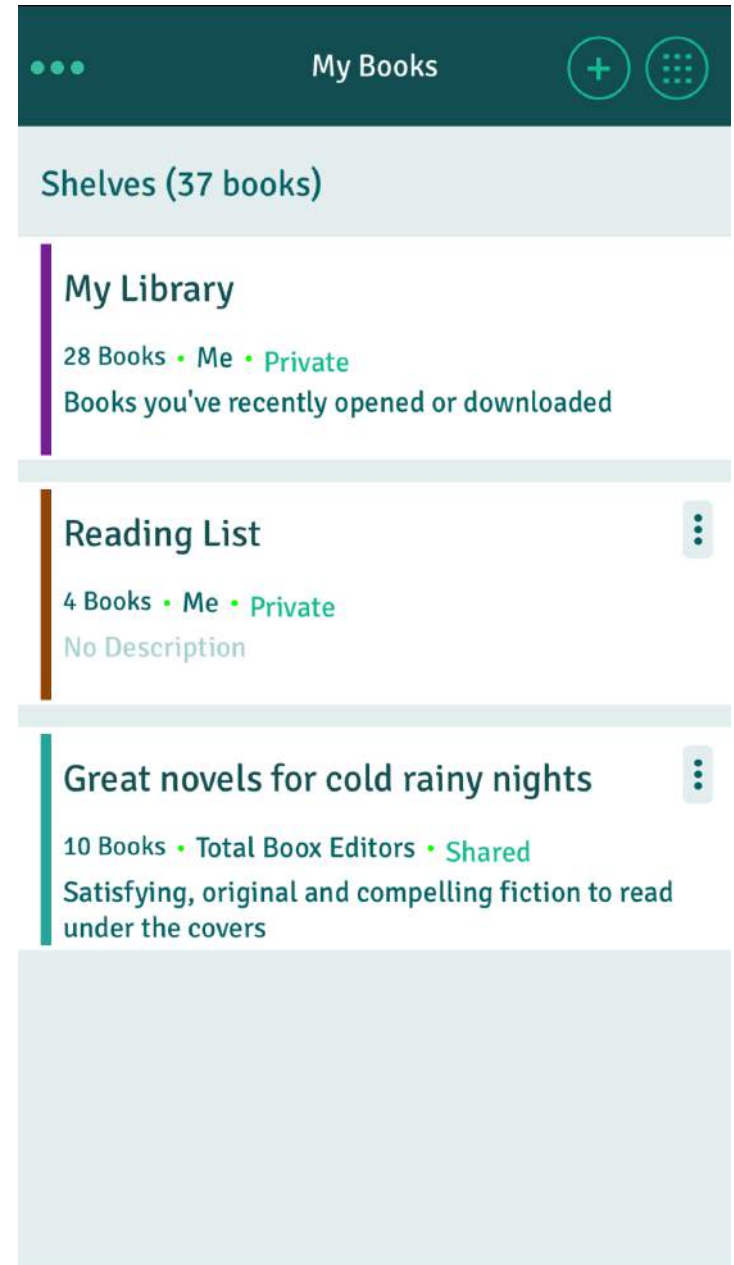 My Books
Shelves (37 books)
My Library
28 Books • Me • Private
Books you've recently opened or downloaded
Reading List
4 Books • Me • Private
No Description
Great novels for cold rainy nights
10 Books • Total Boox Editors • Shared
Satisfying, original and compelling fiction to read
under the covers